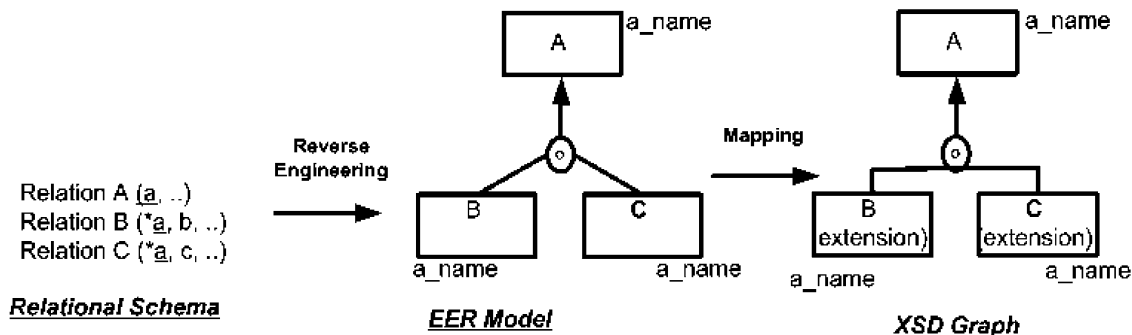 Relation A (a, ..)
Relation B (*a, b, ..)
Relation C (*a, c, ..)
Relational Schema
Reverse
Engineering
A
a_name
o
B
C
a_name
a_name
EER Model
Mapping
A
a_name
o
B
(extension)
C
(extension)
a_name
a_name
XSD Graph